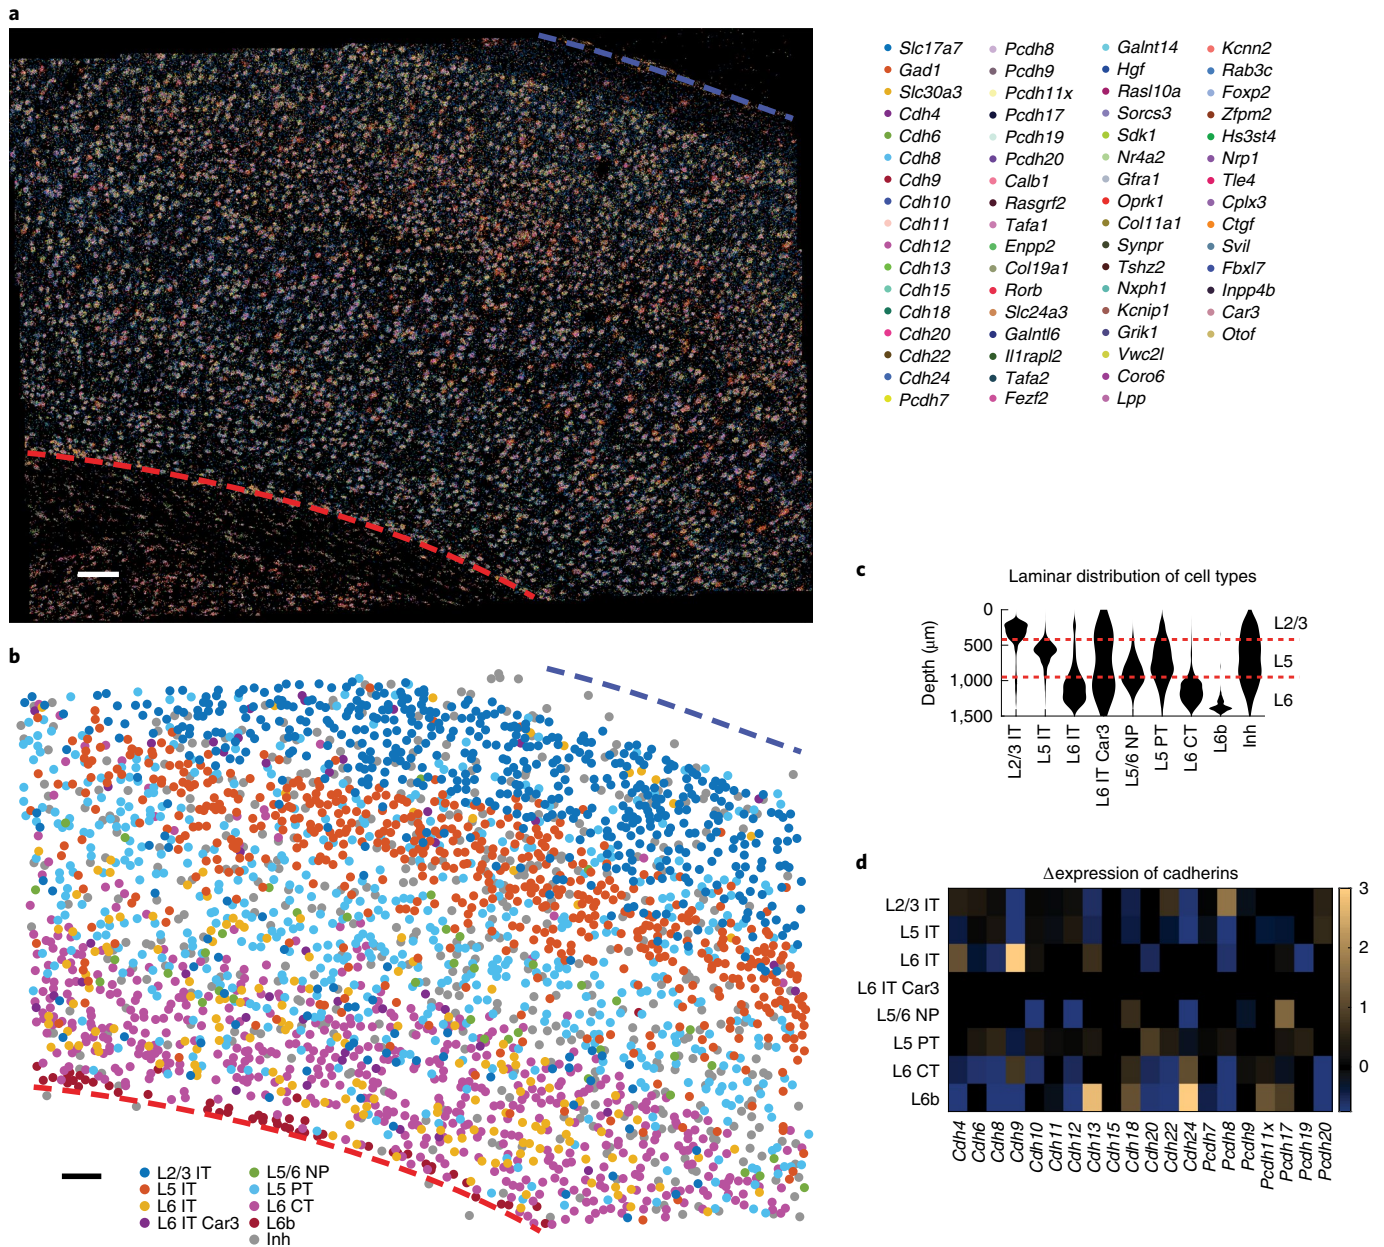 a
Slc17a7
Gad1
Slc30a3
Cdh4
Cdh6
Cdh8
Cdh9
Cdh10
Cdh11
Cdh12
Cdh13
Cdh15
Cdh18
Cdh20
Cdh22
Cdh24
Pcdh7
Pcdh8
Pcdh9
Pcdh11x
Pcdh17
Pcdh19
Pcdh20
Calb1
Rasgrf2
Tafa1
Enpp2
Col19a1
Rorb
Slc24a3
Galntl6
Il1rapl2
Tafa2
Fezf2
Galnt14
Hgf
Rasl10a
Sorcs3
Sdk1
Nr4a2
Gfra1
Oprk1
Col11a1
Synpr
Tshz2
Nxph1
Kcnip1
Grik1
Vwc2l
Coro6
Lpp
Kcnn2
Rab3c
Foxp2
Zfpm2
Hs3st4
Nrp1
Tle4
Cplx3
Ctgf
Svil
Fbxl7
Inpp4b
Car3
Otof
b
L2/3 IT
L5 IT
L6 IT
L6 IT Car3
L5/6 NP
L5 PT
L6 CT
L6b
Inh
c
Laminar distribution of cell types
Depth (μm)
0
500
1,000
1,500
L2/3
L5
L6
L2/3 IT
L5 IT
L6 IT
L6 IT Car3
L5/6 NP
L5 PT
L6 CT
L6b
Inh
d
Δexpression of cadherins
L2/3 IT
L5 IT
L6 IT
L6 IT Car3
L5/6 NP
L5 PT
L6 CT
L6b
Cdh4
Cdh6
Cdh8
Cdh9
Cdh10
Cdh11
Cdh12
Cdh13
Cdh15
Cdh18
Cdh20
Cdh22
Cdh24
Pcdh7
Pcdh8
Pcdh9
Pcdh11x
Pcdh17
Pcdh19
Pcdh20
3
2
1
0